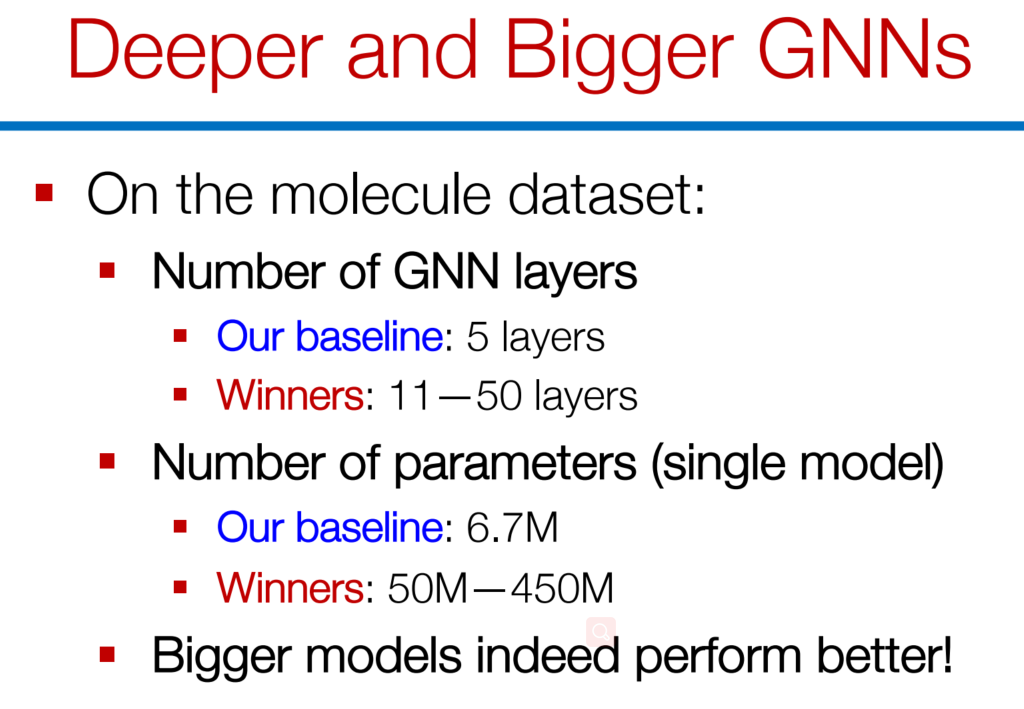 Deeper and Bigger GNNs
On the molecule dataset:
Number of GNN layers
Our baseline: 5 layers
Winners: 11—50 layers
Number of parameters (single model)
Our baseline: 6.7M
Winners: 50M—450M
Bigger models indeed perform better!